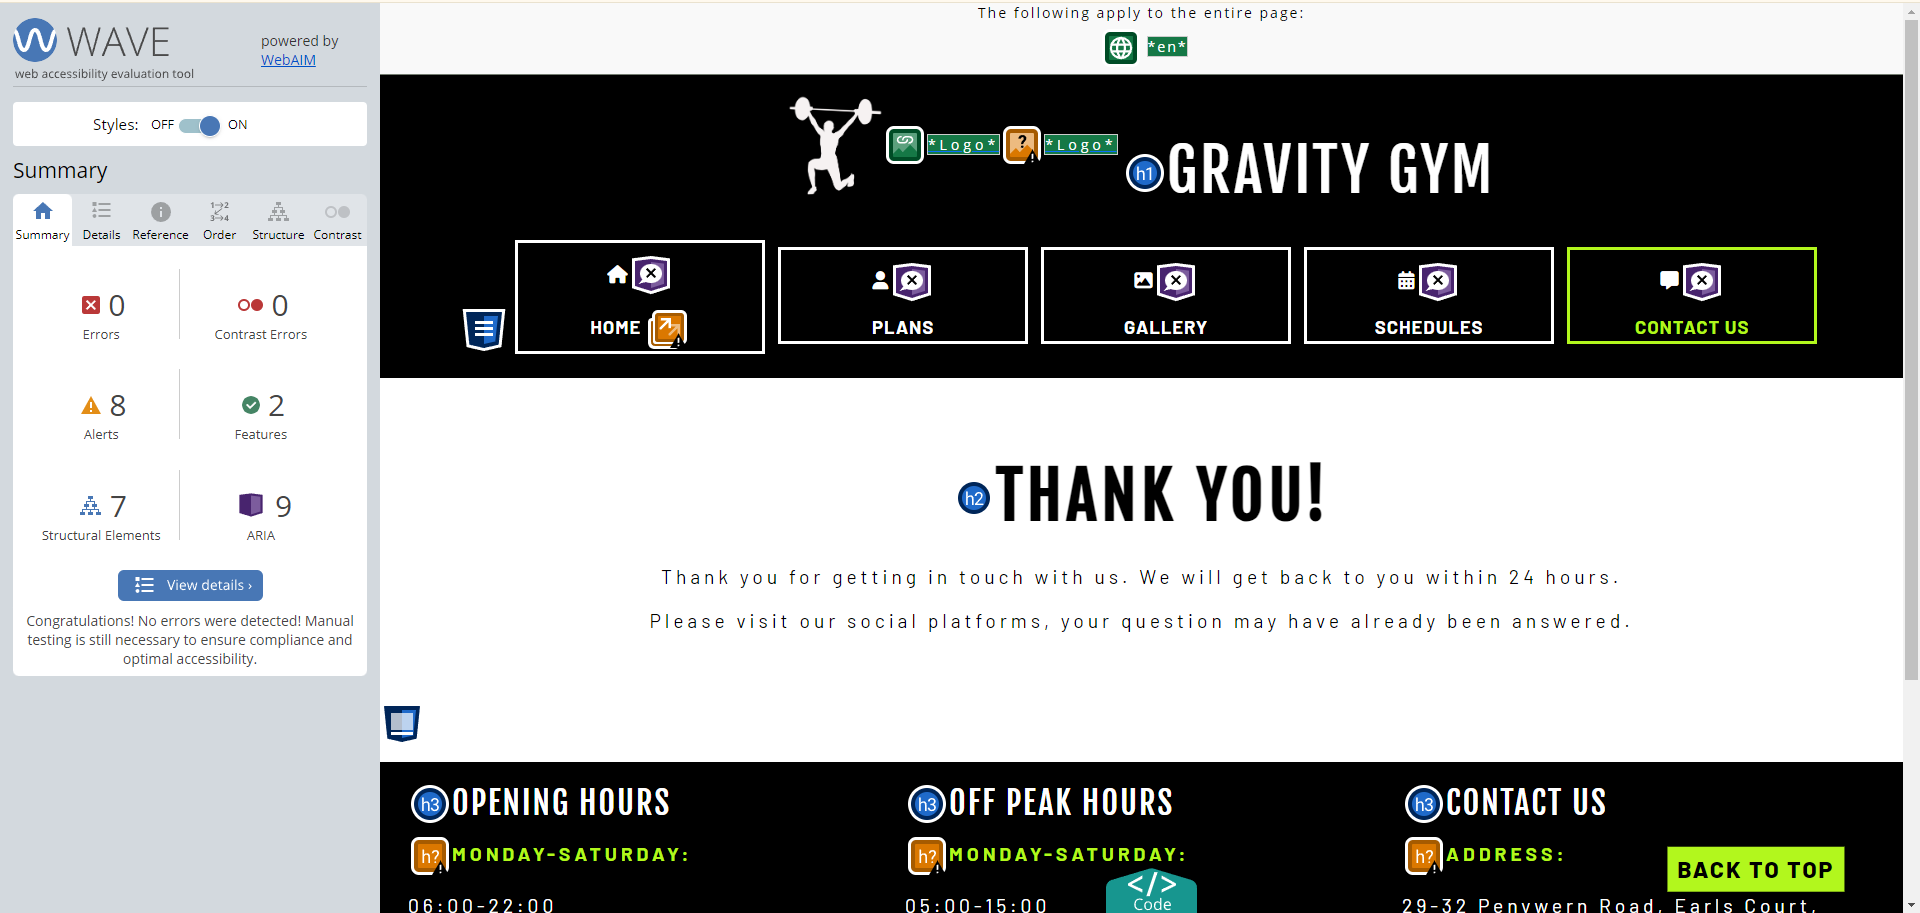 WAVE
powered by
WebAIM
web accessibility evaluation tool
Styles: OFF ON
Summary
Summary Details Reference Order Structure Contrast
0
Errors
0
Contrast Errors
8
Alerts
2
Features
7
Structural Elements
9
ARIA
View details ›
Congratulations! No errors were detected! Manual
testing is still necessary to ensure compliance and
optimal accessibility.
The following apply to the entire page:
*en*
*Logo* *Logo*
h1 GRAVITY GYM
HOME
PLANS
GALLERY
SCHEDULES
CONTACT US
h2 THANK YOU!
Thank you for getting in touch with us. We will get back to you within 24 hours.
Please visit our social platforms, your question may have already been answered.
h3 OPENING HOURS
h? MONDAY-SATURDAY:
06:00-22:00
h3 OFF PEAK HOURS
h? MONDAY-SATURDAY:
05:00-15:00
h3 CONTACT US
h? ADDRESS:
29-32 Penywern Road, Earls Court,
BACK TO TOP
</> Code